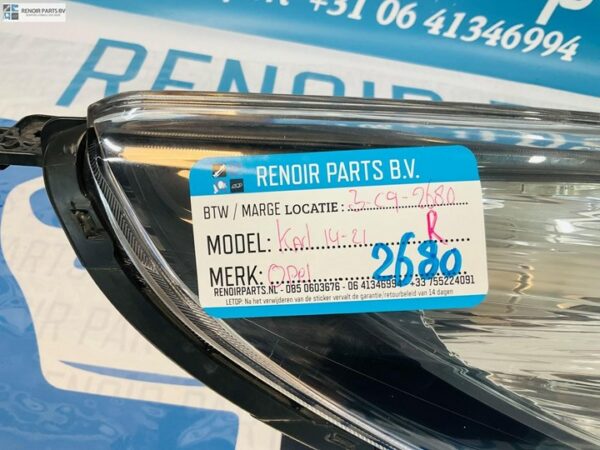 RENOIR PARTS BV
+31 06 41346994
RENOIR P
RENOIR PARTS B.V.
BTW / MARGE LOCATIE : 3-C9-2680
MODEL: Karl 14-21 R
MERK: Opel 2680
RENOIRPARTS.NL - 085 0603676 - 06 41346994 +33 755224091
LETOP: Na het verwijderen van de sticker vervalt de garantie/retourbeleid van 14 dagen